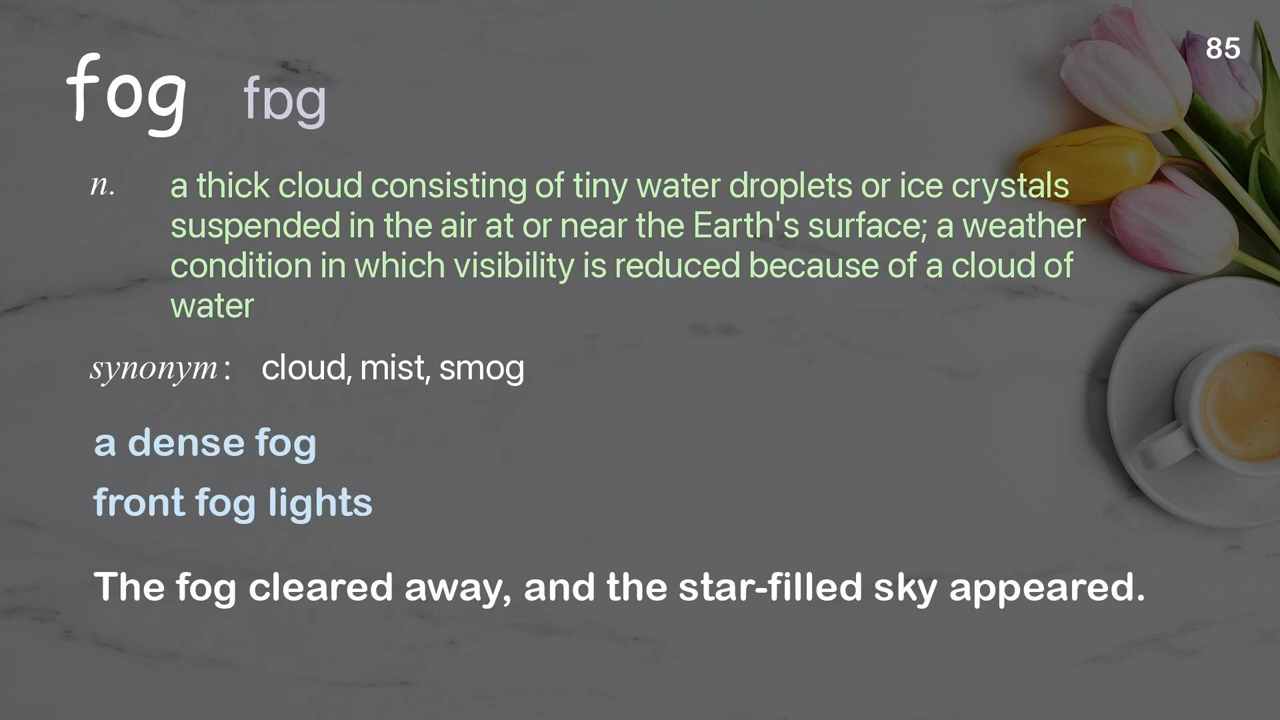 85
fog fɒg
n. a thick cloud consisting of tiny water droplets or ice crystals
suspended in the air at or near the Earth's surface; a weather
condition in which visibility is reduced because of a cloud of
water
synonym: cloud, mist, smog
a dense fog
front fog lights
The fog cleared away, and the star-filled sky appeared.